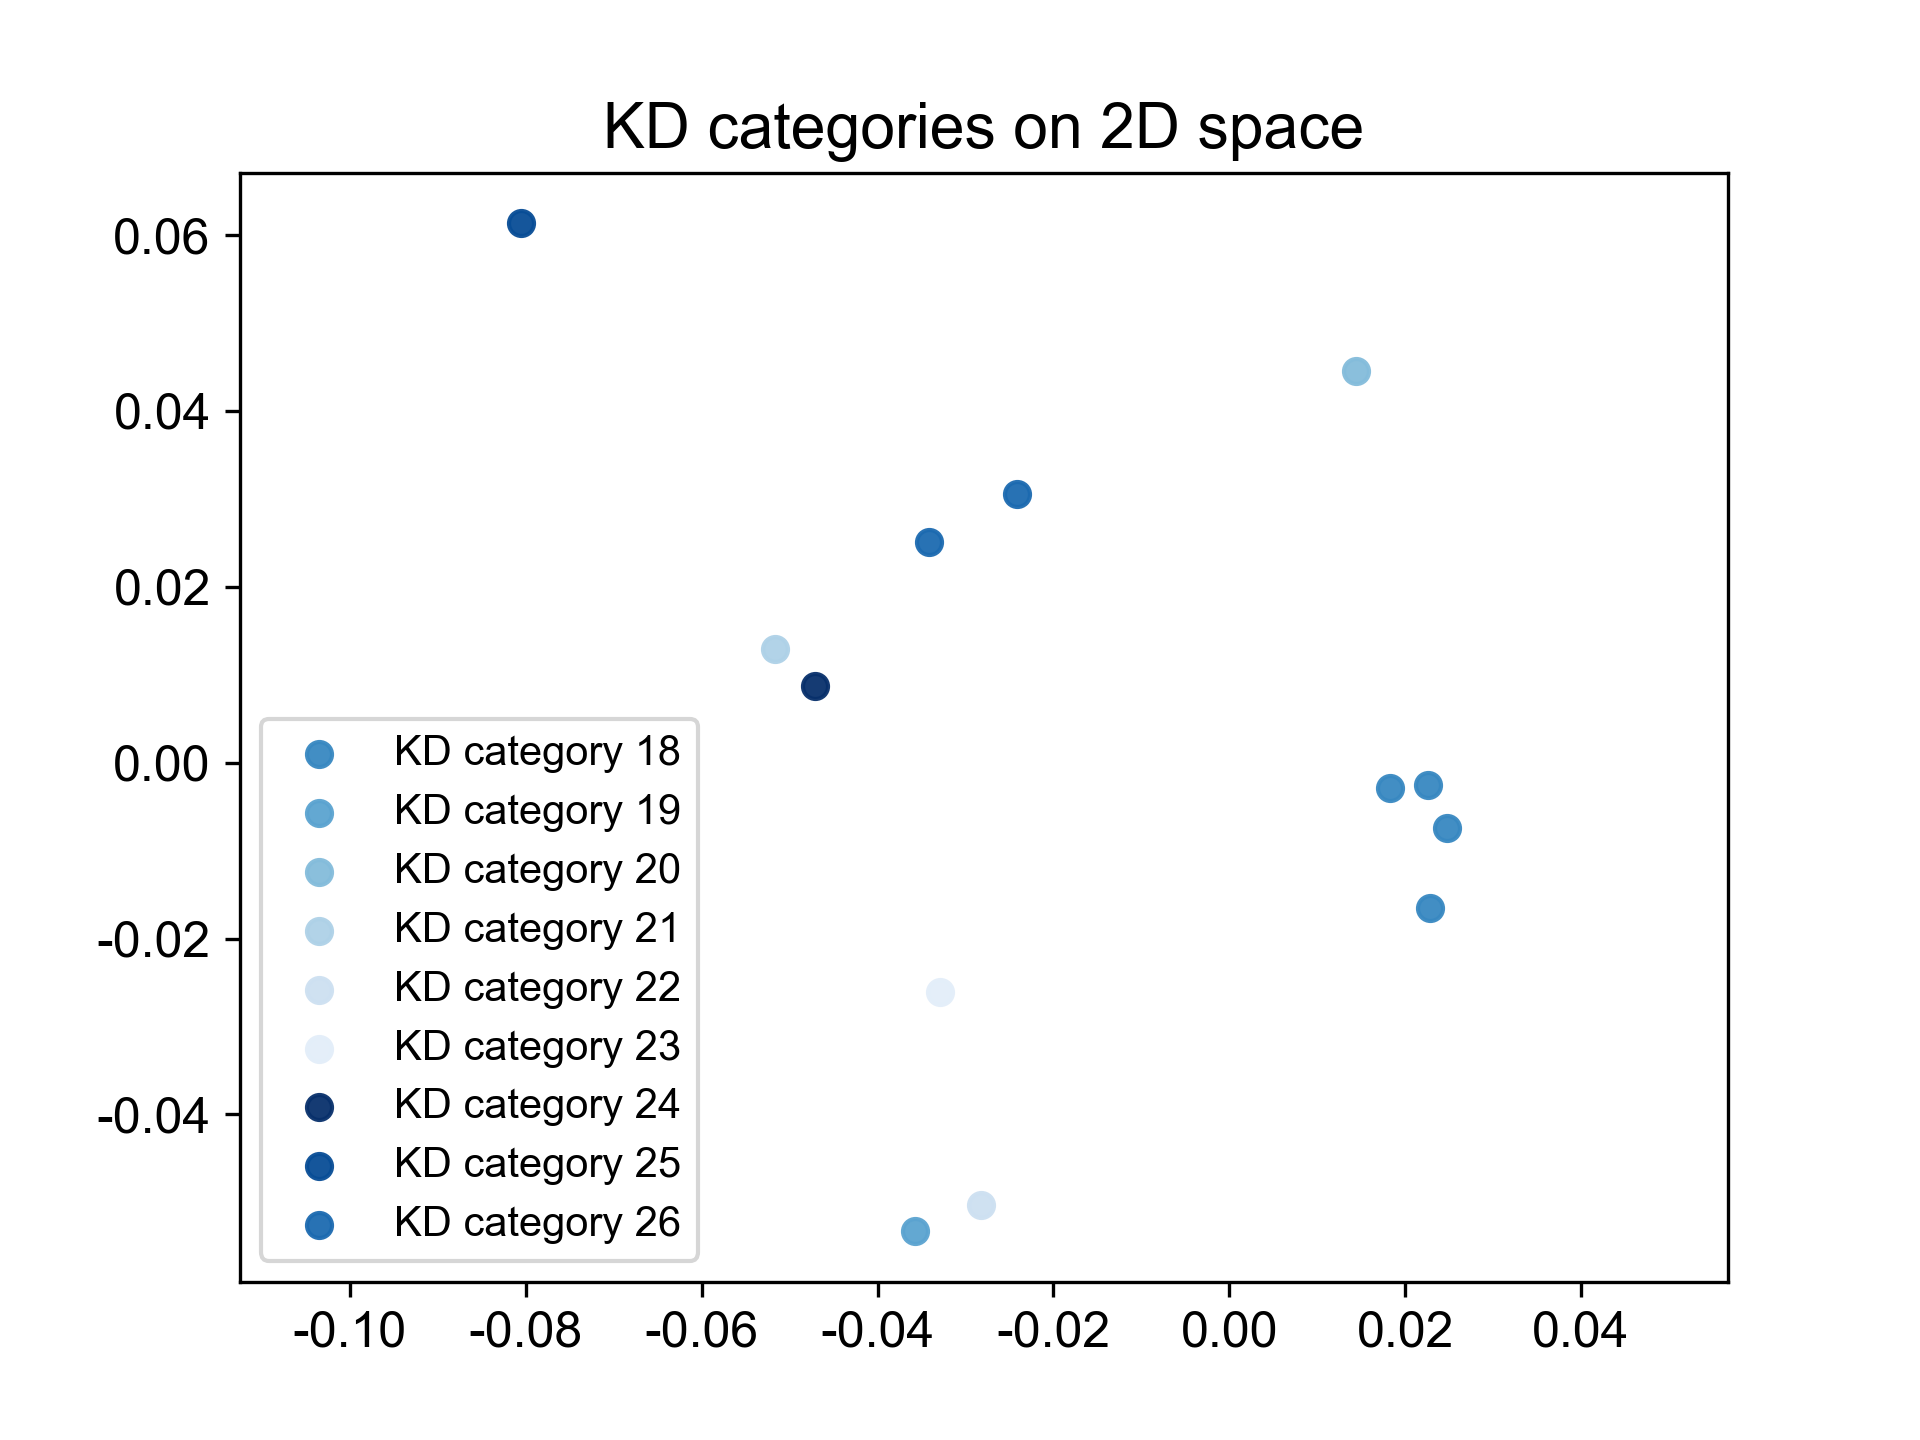 KD categories on 2D space
0.06
0.04
0.02
0.00
-0.02
-0.04
KD category 18
KD category 19
KD category 20
KD category 21
KD category 22
KD category 23
KD category 24
KD category 25
KD category 26
-0.10 -0.08 -0.06 -0.04 -0.02 0.00 0.02 0.04